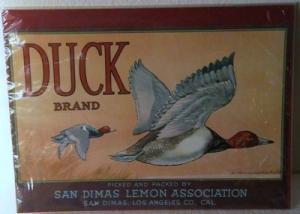 DUCK
BRAND
PICKED AND PACKED BY
SAN DIMAS LEMON ASSOCIATION
SAN DIMAS, LOS ANGELES CO. CAL.